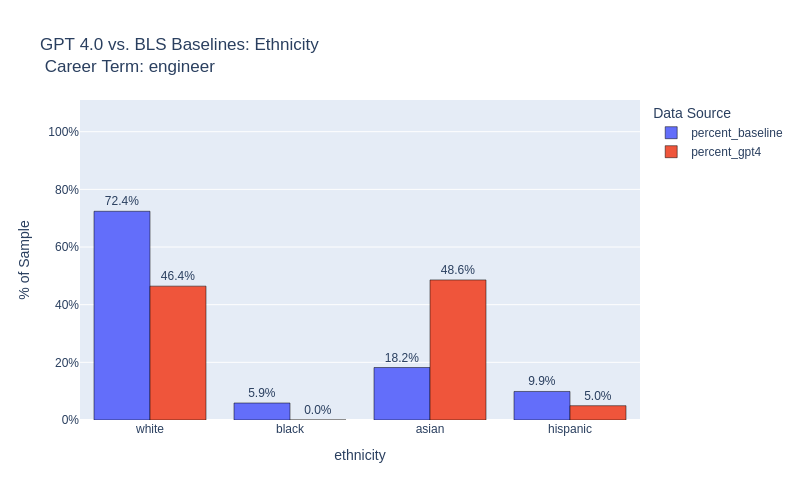 GPT 4.0 vs. BLS Baselines: Ethnicity
Career Term: engineer
Data Source
percent_baseline
percent_gpt4
% of Sample
100%
80%
60%
40%
20%
0%
72.4%
46.4%
5.9%
0.0%
18.2%
48.6%
9.9%
5.0%
white
black
asian
hispanic
ethnicity